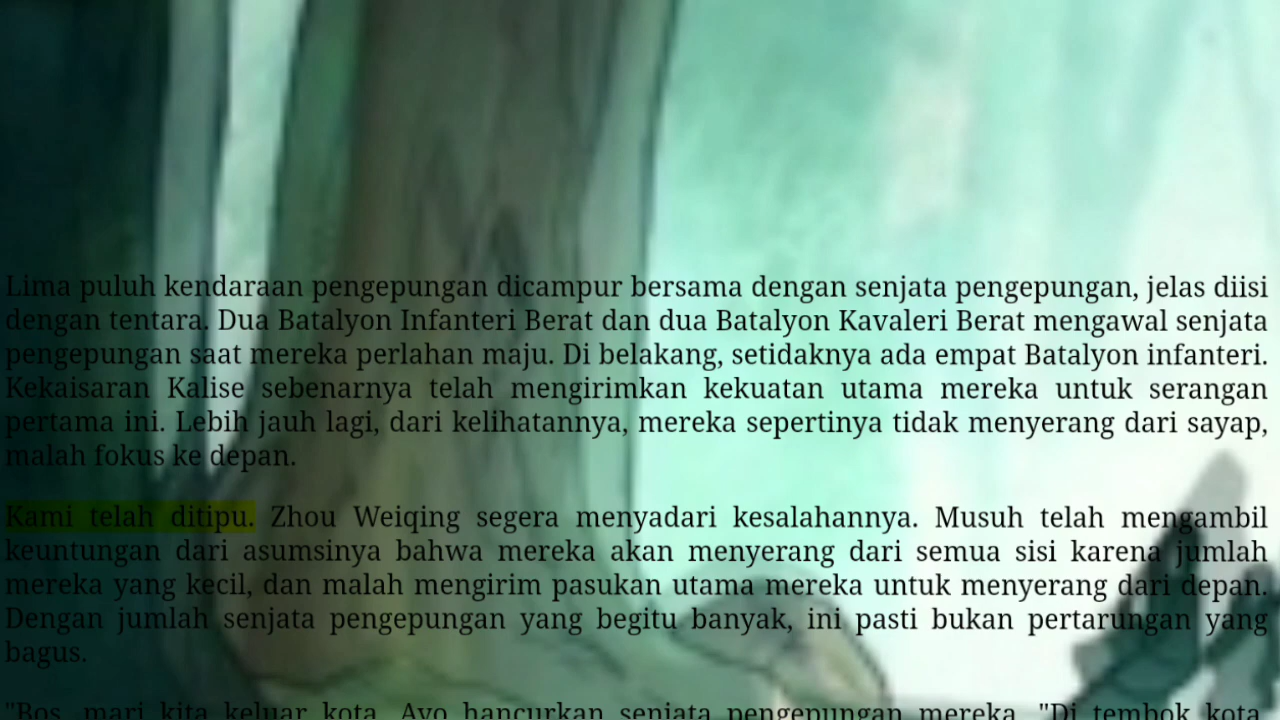 Lima puluh kendaraan pengepungan dicampur bersama dengan senjata pengepungan, jelas diisi
dengan tentara. Dua Batalyon Infanteri Berat dan dua Batalyon Kavaleri Berat mengawal senjata
pengepungan saat mereka perlahan maju. Di belakang, setidaknya ada empat Batalyon infanteri.
Kekaisaran Kalise sebenarnya telah mengirimkan kekuatan utama mereka untuk serangan
pertama ini. Lebih jauh lagi, dari kelihatannya, mereka sepertinya tidak menyerang dari sayap,
malah fokus ke depan.
Kami telah ditipu. Zhou Weiqing segera menyadari kesalahannya. Musuh telah mengambil
keuntungan dari asumsinya bahwa mereka akan menyerang dari semua sisi karena jumlah
mereka yang kecil, dan malah mengirim pasukan utama mereka untuk menyerang dari depan.
Dengan jumlah senjata pengepungan yang begitu banyak, ini pasti bukan pertarungan yang
bagus.
"Bos, mari kita keluar kota. Ayo hancurkan senjata pengepungan mereka. "Di tembok kota,